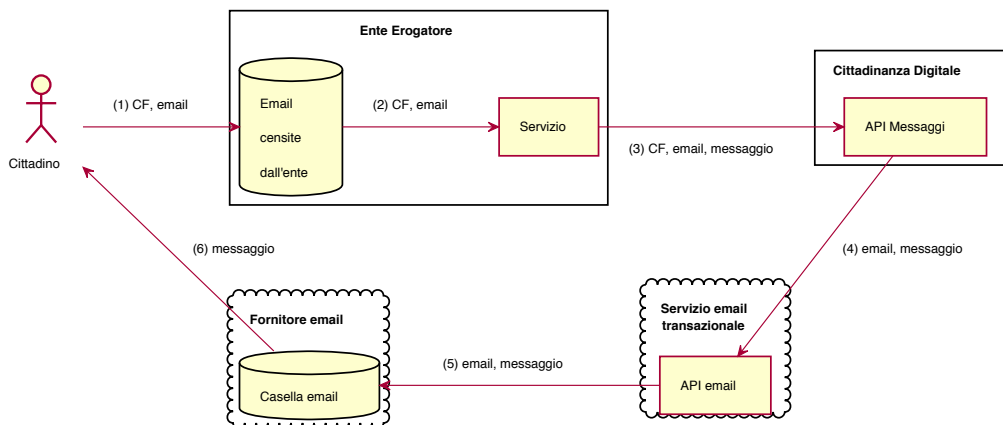 Ente Erogatore
Cittadinanza Digitale
(1) CF, email
Email
censite
dall'ente
(2) CF, email
Servizio
(3) CF, email, messaggio
API Messaggi
Cittadino
(6) messaggio
(4) email, messaggio
Fornitore email
Servizio email
transazionale
(5) email, messaggio
Casella email
API email